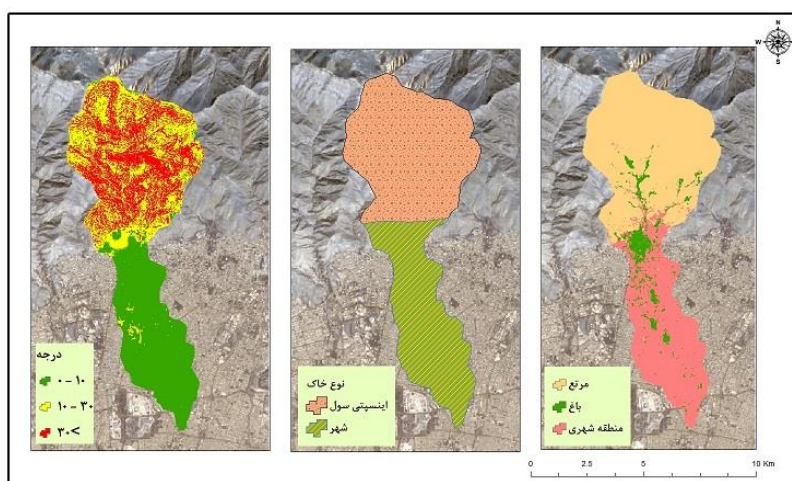 N
W E
S
درجه
۰ - ۱۰
۱۰ - ۳۰
۳۰<
نوع خاک
اینسپتی سول
شهر
مرتع
باغ
منطقه شهری
0 2.5 5 10 Km